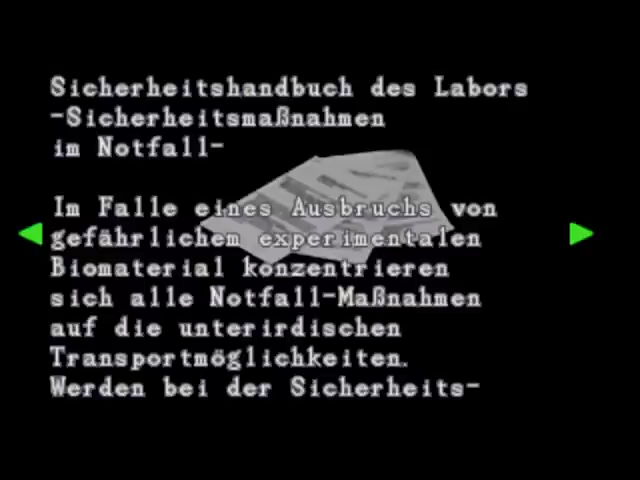 Sicherheitshandbuch des Labors
-Sicherheitsmaßnahmen
im Notfall-
Im Falle eines Ausbruchs von
gefährlichem experimentalen
Biomaterial konzentrieren
sich alle Notfall-Maßnahmen
auf die unterirdischen
Transportmöglichkeiten.
Werden bei der Sicherheits-